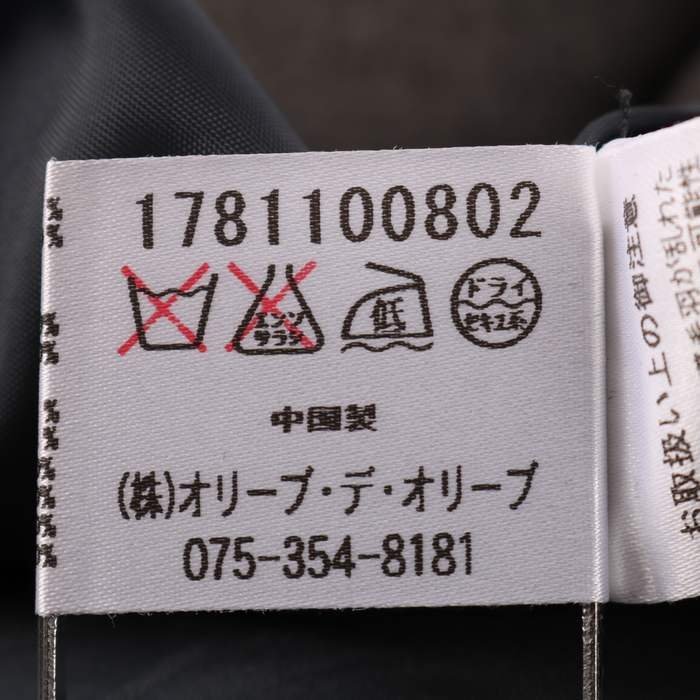 1781100802
エンソ
サラシ
低
ドライ
セキユ系
中国製
(株)オリーブ・デ・オリーブ
075-354-8181
お取扱い上の御注意